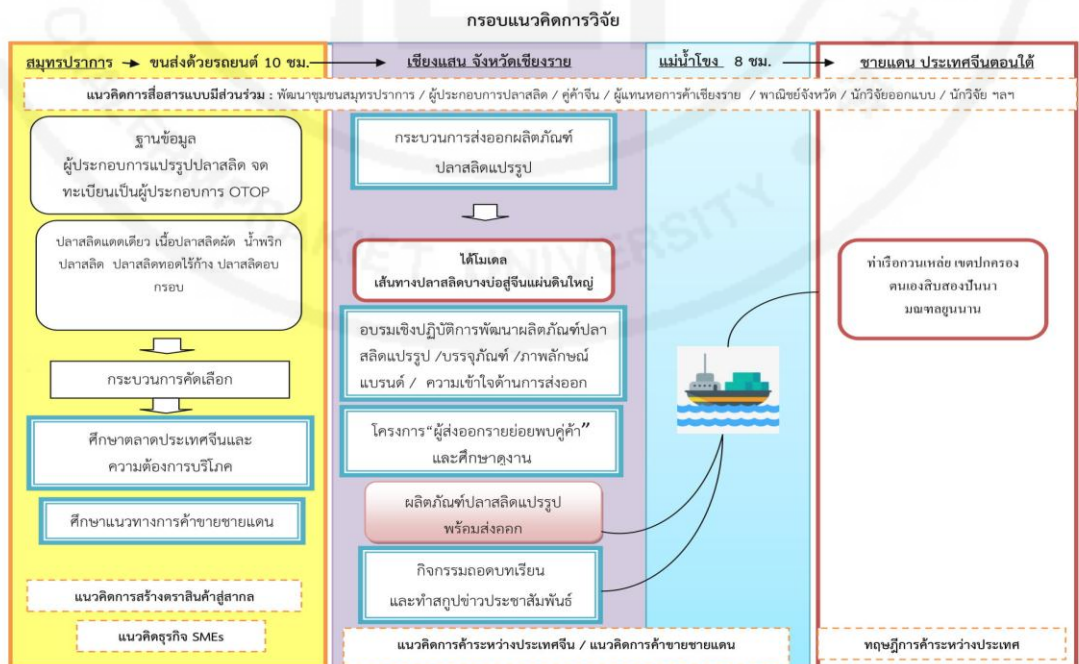 กรอบแนวคิดการวิจัย
สมุทรปราการ → ขนส่งด้วยรถยนต์ 10 ชม. → เชียงแสน จังหวัดเชียงราย
แม่น้ำโขง 8 ชม. → ชายแดน ประเทศจีนตอนใต้
แนวคิดการสื่อสารแบบมีส่วนร่วม : พัฒนาชุมชนสมุทรปราการ / ผู้ประกอบการปลาสลิด / คู่ค้าจีน / ผู้แทนหอการค้าเชียงราย / พาณิชย์จังหวัด / นักวิจัยออกแบบ / นักวิจัย ฯลฯ
ฐานข้อมูล
ผู้ประกอบการแปรรูปปลาสลิด จด
ทะเบียนเป็นผู้ประกอบการ OTOP
ปลาสลิดแดดเดียว เนื้อปลาสลิดผัด น้ำพริก
ปลาสลิด ปลาสลิดทอดไร้ก้าง ปลาสลิดอบ
กรอบ
กระบวนการคัดเลือก
ศึกษาตลาดประเทศจีนและ
ความต้องการบริโภค
ศึกษาแนวทางการค้าขายชายแดน
แนวคิดการสร้างตราสินค้าสู่สากล
แนวคิดธุรกิจ SMEs
กระบวนการส่งออกผลิตภัณฑ์
ปลาสลิดแปรรูป
ได้โมเดล
เส้นทางปลาสลิดบางบ่อสู่จีนแผ่นดินใหญ่
อบรมเชิงปฏิบัติการพัฒนาผลิตภัณฑ์ปลา
สลิดแปรรูป /บรรจุภัณฑ์ /ภาพลักษณ์
แบรนด์ / ความเข้าใจด้านการส่งออก
โครงการ“ผู้ส่งออกรายย่อยพบคู่ค้า”
และศึกษาดูงาน
ผลิตภัณฑ์ปลาสลิดแปรรูป
พร้อมส่งออก
กิจกรรมถอดบทเรียน
และทำสกูปข่าวประชาสัมพันธ์
แนวคิดการค้าระหว่างประเทศจีน / แนวคิดการค้าขายชายแดน
ท่าเรือกวนเหล่ย เขตปกครอง
ตนเองสิบสองปันนา
มณฑลยูนนาน
ทฤษฎีการค้าระหว่างประเทศ